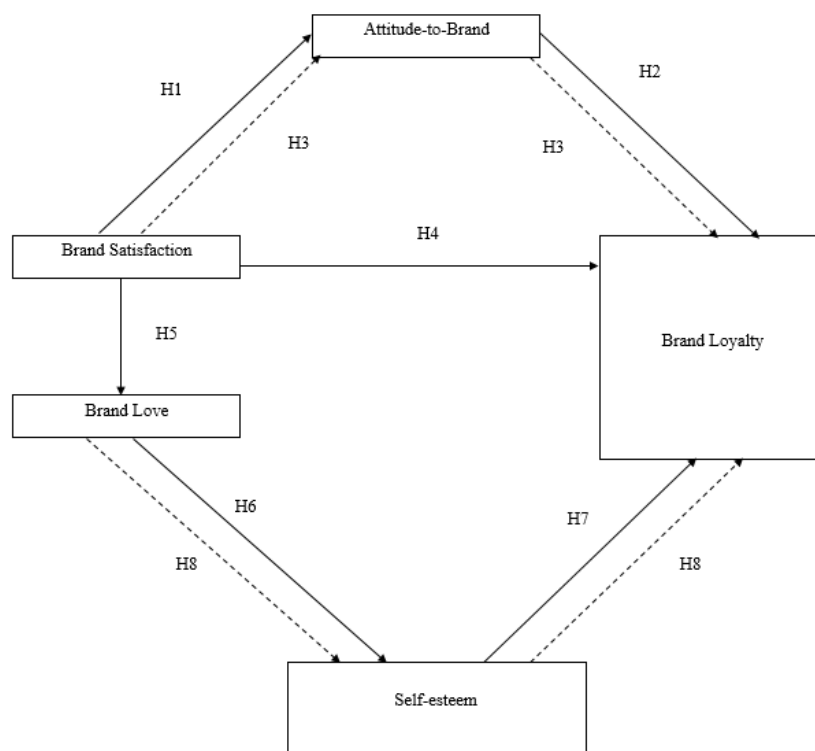 Attitude-to-Brand
H1
H2
H3
H3
Brand Satisfaction
H4
Brand Loyalty
H5
Brand Love
H6
H7
H8
H8
Self-esteem